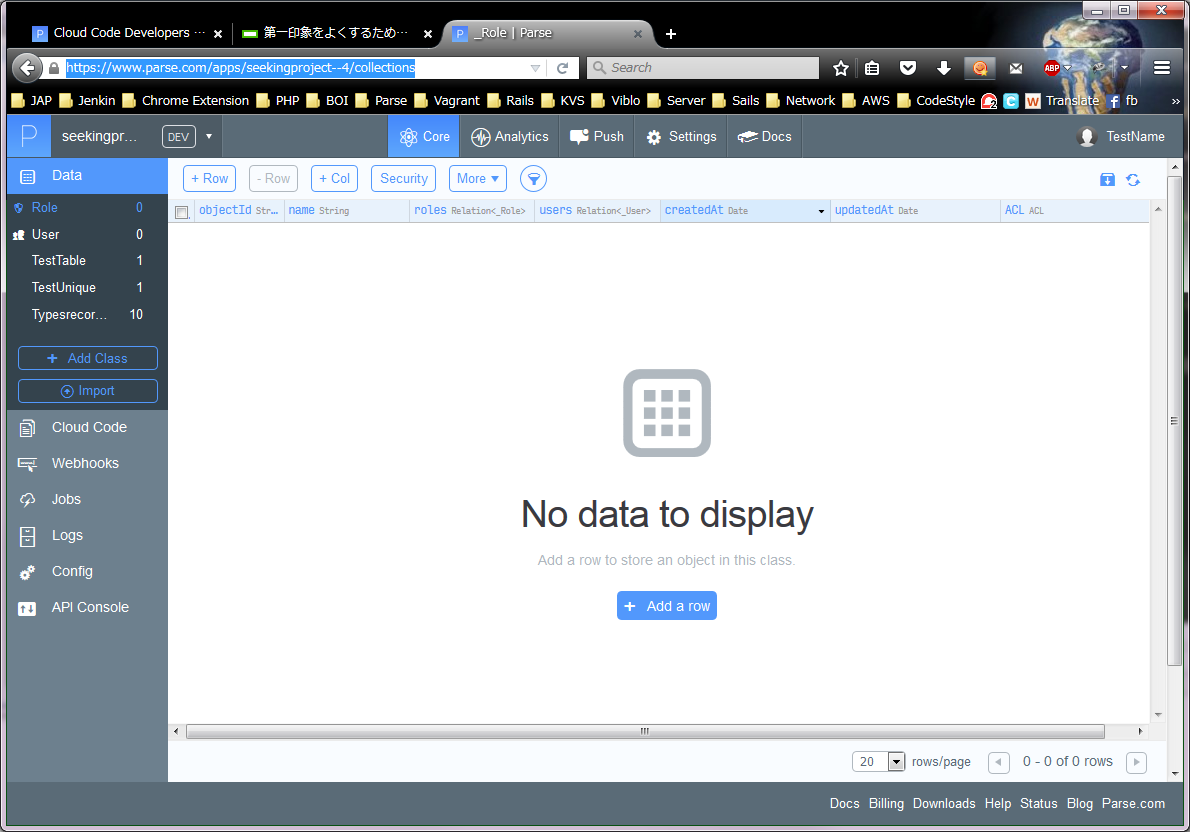 Cloud Code Developers ··· × 第一印象をよくするため··· × _Role | Parse × +
https://www.parse.com/apps/seekingproject--4/collections Search ABP
JAP Jenkin Chrome Extension PHP BOI Parse Vagrant Rails KVS Viblo Server Sails Network AWS CodeStyle Translate fb »
P seekingpr... DEV Core Analytics Push Settings Docs TestName
Data
Role 0
User 0
TestTable 1
TestUnique 1
Typesrecor... 10
+ Add Class
Import
Cloud Code
Webhooks
Jobs
Logs
Config
API Console
+ Row - Row + Col Security More
objectId Str… name String roles Relation<_Role> users Relation<_User> createdAt Date updatedAt Date ACL ACL
No data to display
Add a row to store an object in this class.
+ Add a row
20 rows/page 0 - 0 of 0 rows
Docs Billing Downloads Help Status Blog Parse.com